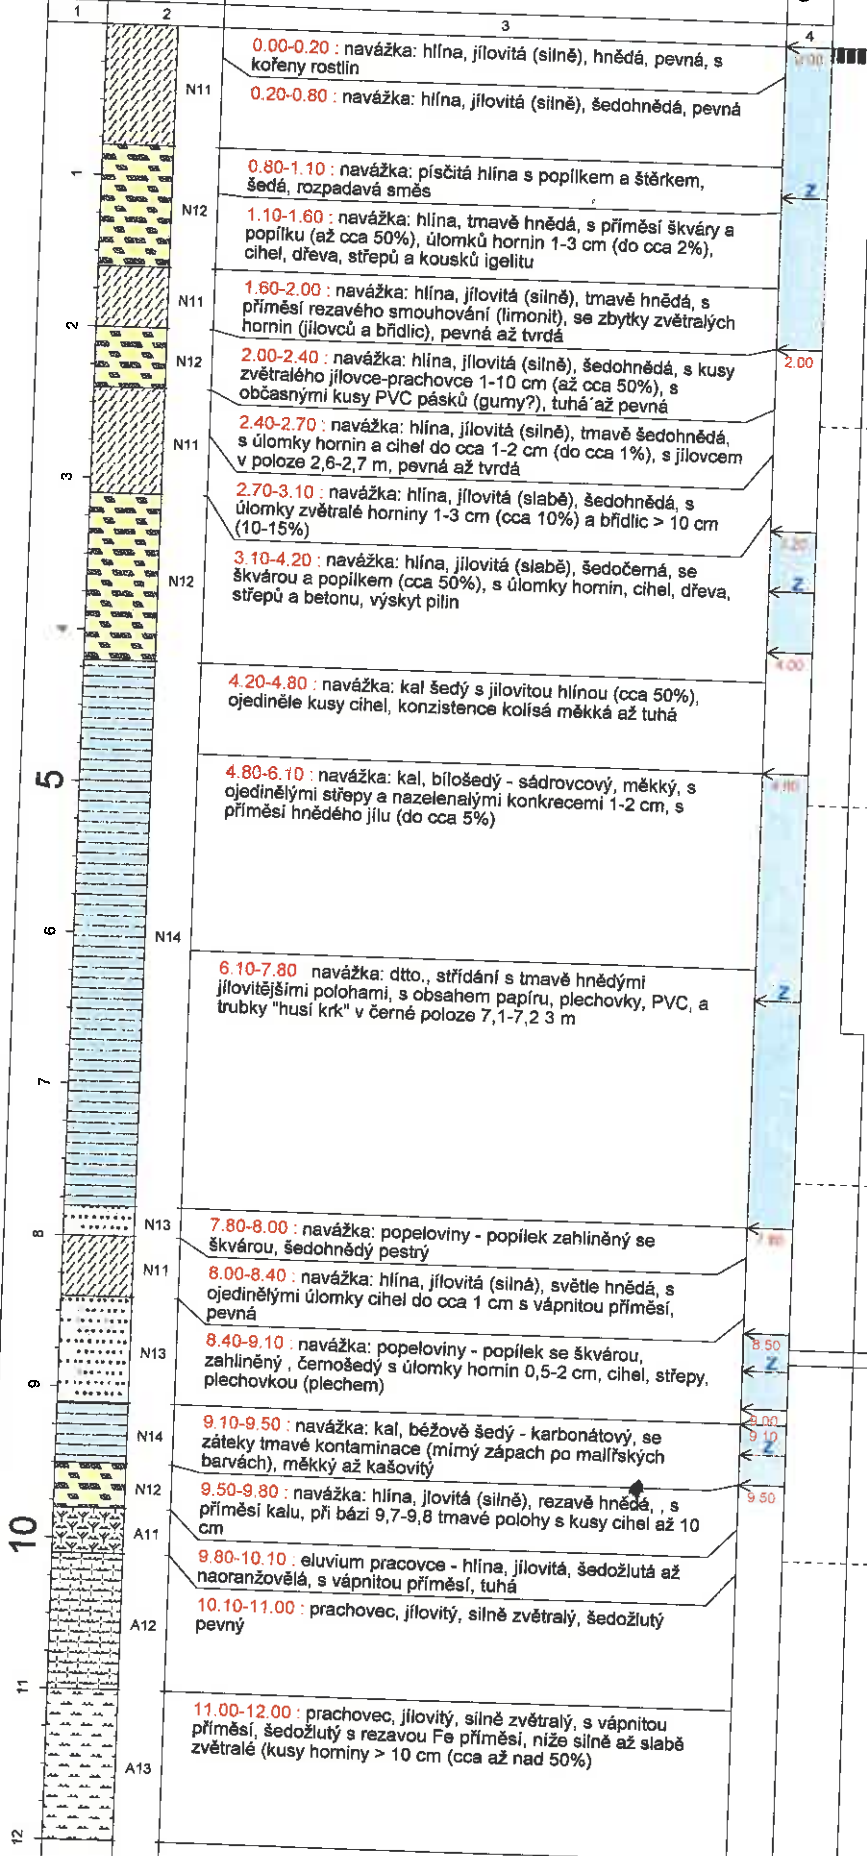 1 2 3 4
0.00-0.20 : navážka: hlína, jílovitá (silně), hnědá, pevná, s
kořeny rostlin
0.00
N11
0.20-0.80 : navážka: hlína, jílovitá (silně), šedohnědá, pevná
1
0.80-1.10 : navážka: písčitá hlína s popílkem a štěrkem,
šedá, rozpadavá směs
Z
N12
1.10-1.60 : navážka: hlína, tmavě hnědá, s příměsí škváry a
popílku (až cca 50%), úlomků hornin 1-3 cm (do cca 2%),
cihel, dřeva, střepů a kousků igelitu
N11
1.60-2.00 : navážka: hlína, jílovitá (silně), tmavě hnědá, s
příměsí rezavého smouhování (limonit), se zbytky zvětralých
hornin (jílovců a břidlic), pevná až tvrdá
2
2.00
N12
2.00-2.40 : navážka: hlína, jílovitá (silně), šedohnědá, s kusy
zvětralého jílovce-prachovce 1-10 cm (až cca 50%), s
občasnými kusy PVC pásků (gumy?), tuhá až pevná
N11
2.40-2.70 : navážka: hlína, jílovitá (silně), tmavě šedohnědá,
s úlomky hornin a cihel do cca 1-2 cm (do cca 1%), s jílovcem
v poloze 2,6-2,7 m, pevná až tvrdá
3
2.70-3.10 : navážka: hlína, jílovitá (slabě), šedohnědá, s
úlomky zvětralé horniny 1-3 cm (cca 10%) a břidlic > 10 cm
(10-15%)
3.20
N12
3.10-4.20 : navážka: hlína, jílovitá (slabě), šedočerná, se
škvárou a popílkem (cca 50%), s úlomky hornin, cihel, dřeva,
střepů a betonu, výskyt pilin
Z
4.00
4.20-4.80 : navážka: kal šedý s jílovitou hlínou (cca 50%),
ojediněle kusy cihel, konzistence kolísá měkká až tuhá
5
4.80-6.10 : navážka: kal, bílošedý - sádrovcový, měkký, s
ojedinělými střepy a nazelenalými konkrecemi 1-2 cm, s
příměsí hnědého jílu (do cca 5%)
4.80
6
N14
6.10-7.80 navážka: dtto., střídání s tmavě hnědými
jílovitějšími polohami, s obsahem papíru, plechovky, PVC, a
trubky "husí krk" v černé poloze 7,1-7,2 3 m
Z
7
8
N13
7.80-8.00 : navážka: popeloviny - popílek zahliněný se
škvárou, šedohnědý pestrý
7.80
N11
8.00-8.40 : navážka: hlína, jílovitá (silná), světle hnědá, s
ojedinělými úlomky cihel do cca 1 cm s vápnitou příměsí,
pevná
8.50
N13
8.40-9.10 : navážka: popeloviny - popílek se škvárou,
zahliněný , černošedý s úlomky hornin 0,5-2 cm, cihel, střepy,
plechovkou (plechem)
Z
9
9.00
9.10
N14
9.10-9.50 : navážka: kal, béžově šedý - karbonátový, se
záteky tmavé kontaminace (mírný zápach po malířských
barvách), měkký až kašovitý
Z
N12
9.50-9.80 : navážka: hlína, jlovitá (silně), rezavě hnědá, , s
příměsí kalu, při bázi 9,7-9,8 tmavé polohy s kusy cihel až 10
cm
9.50
10
A11
9.80-10.10 : eluvium pracovce - hlína, jílovitá, šedožlutá až
naoranžovělá, s vápnitou příměsí, tuhá
A12
10.10-11.00 : prachovec, jílovitý, silně zvětralý, šedožlutý
pevný
11
11.00-12.00 : prachovec, jílovitý, silně zvětralý, s vápnitou
příměsí, šedožlutý s rezavou Fe příměsí, níže silně až slabě
zvětralé (kusy horniny > 10 cm (cca až nad 50%)
A13
12